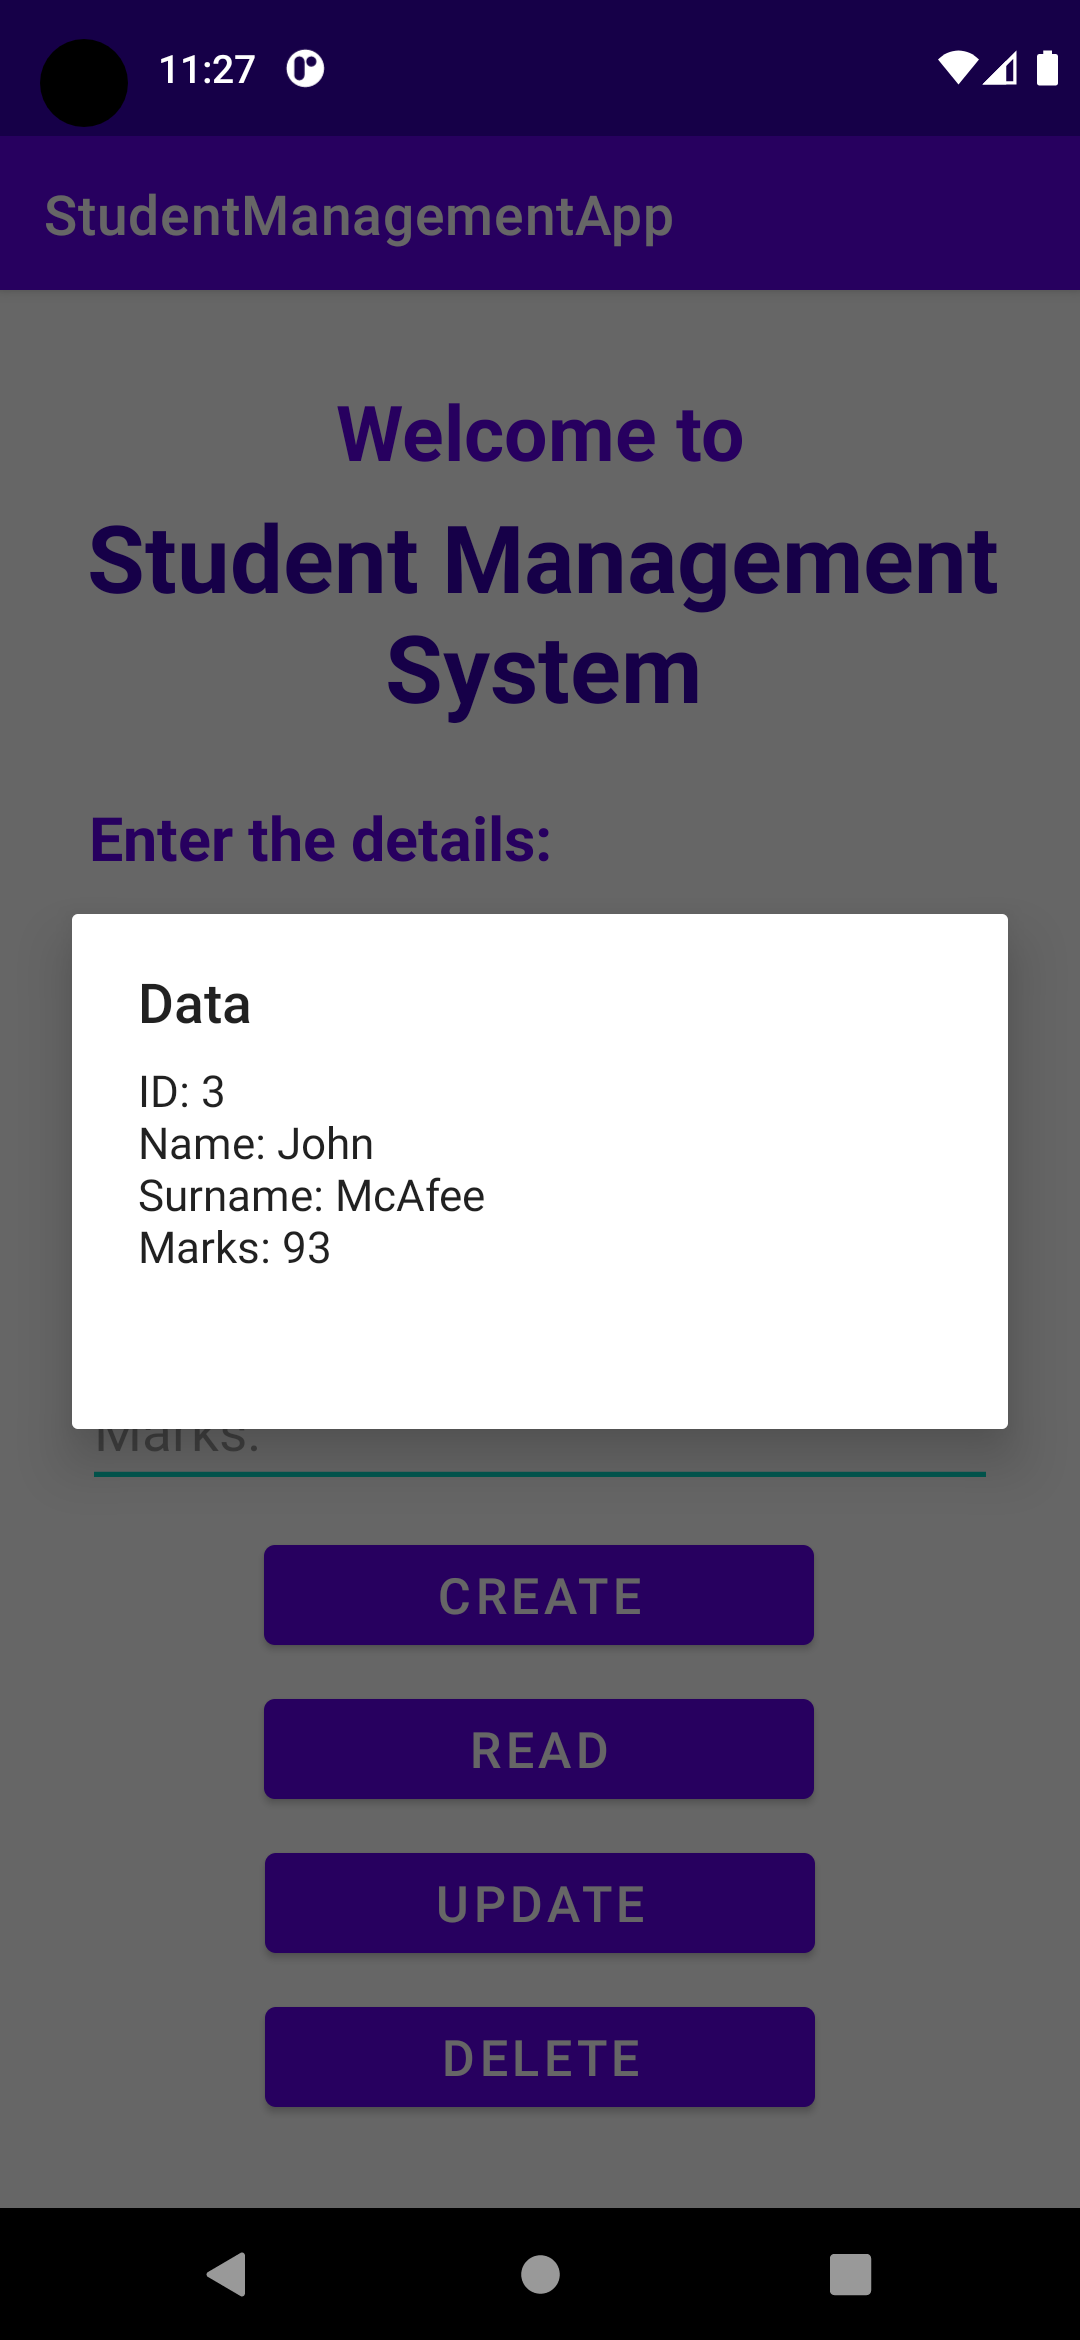 11:27
StudentManagementApp
Welcome to
Student Management
System
Enter the details:
Data
ID: 3
Name: John
Surname: McAfee
Marks: 93
Marks:
CREATE
READ
UPDATE
DELETE